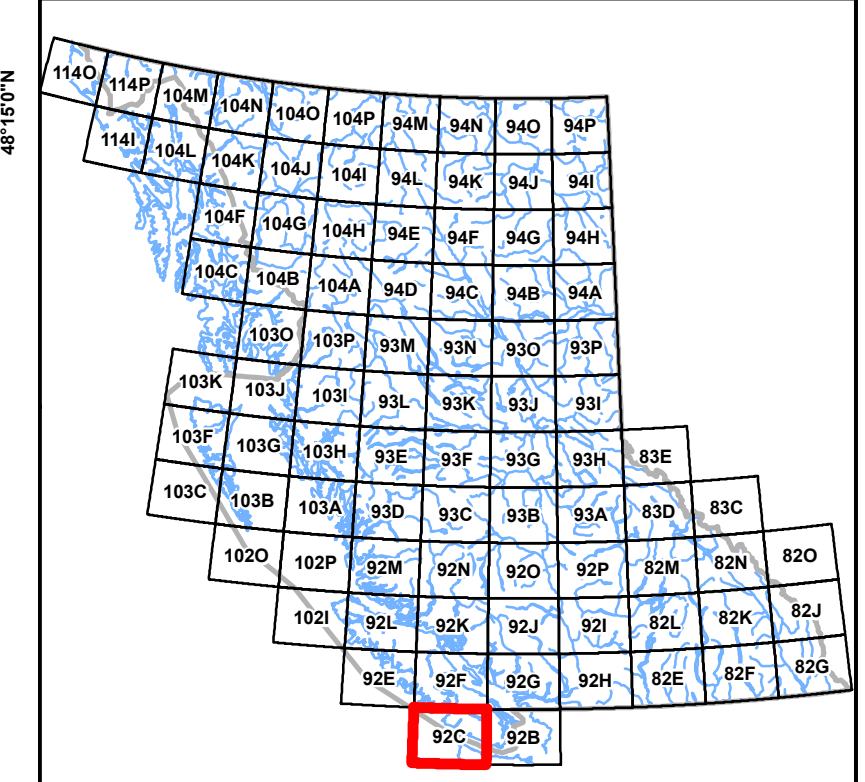 48°15'0"N
114O 114P 104M 104N 104O 104P 94M 94N 94O 94P
114I 104L 104K 104J 104I 94L 94K 94J 94I
104F 104G 104H 94E 94F 94G 94H
104C 104B 104A 94D 94C 94B 94A
103O 103P 93M 93N 93O 93P
103K 103J 103I 93L 93K 93J 93I
103F 103G 103H 93E 93F 93G 93H 83E
103C 103B 103A 93D 93C 93B 93A 83D 83C
102O 102P 92M 92N 92O 92P 82M 82N 82O
102I 92L 92K 92J 92I 82L 82K 82J
92E 92F 92G 92H 82E 82F 82G
92C 92B